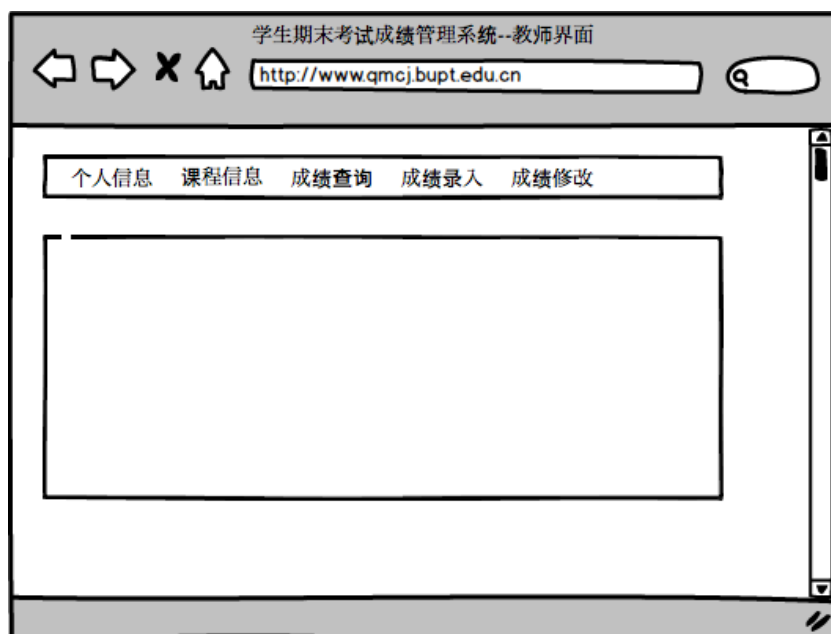 学生期末考试成绩管理系统--教师界面
http://www.qmcj.bupt.edu.cn
个人信息 课程信息 成绩查询 成绩录入 成绩修改